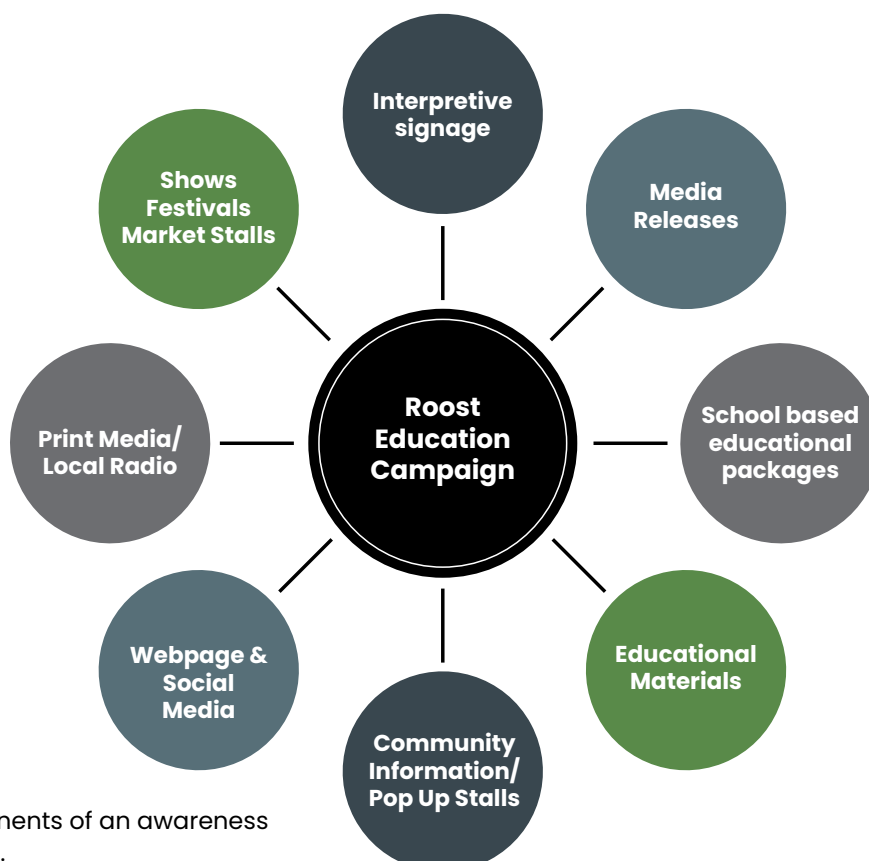 Interpretive
signage
Shows
Festivals
Market Stalls
Media
Releases
Roost
Education
Campaign
Print Media/
Local Radio
School based
educational
packages
Webpage &
Social
Media
Educational
Materials
Community
Information/
Pop Up Stalls
of an awareness